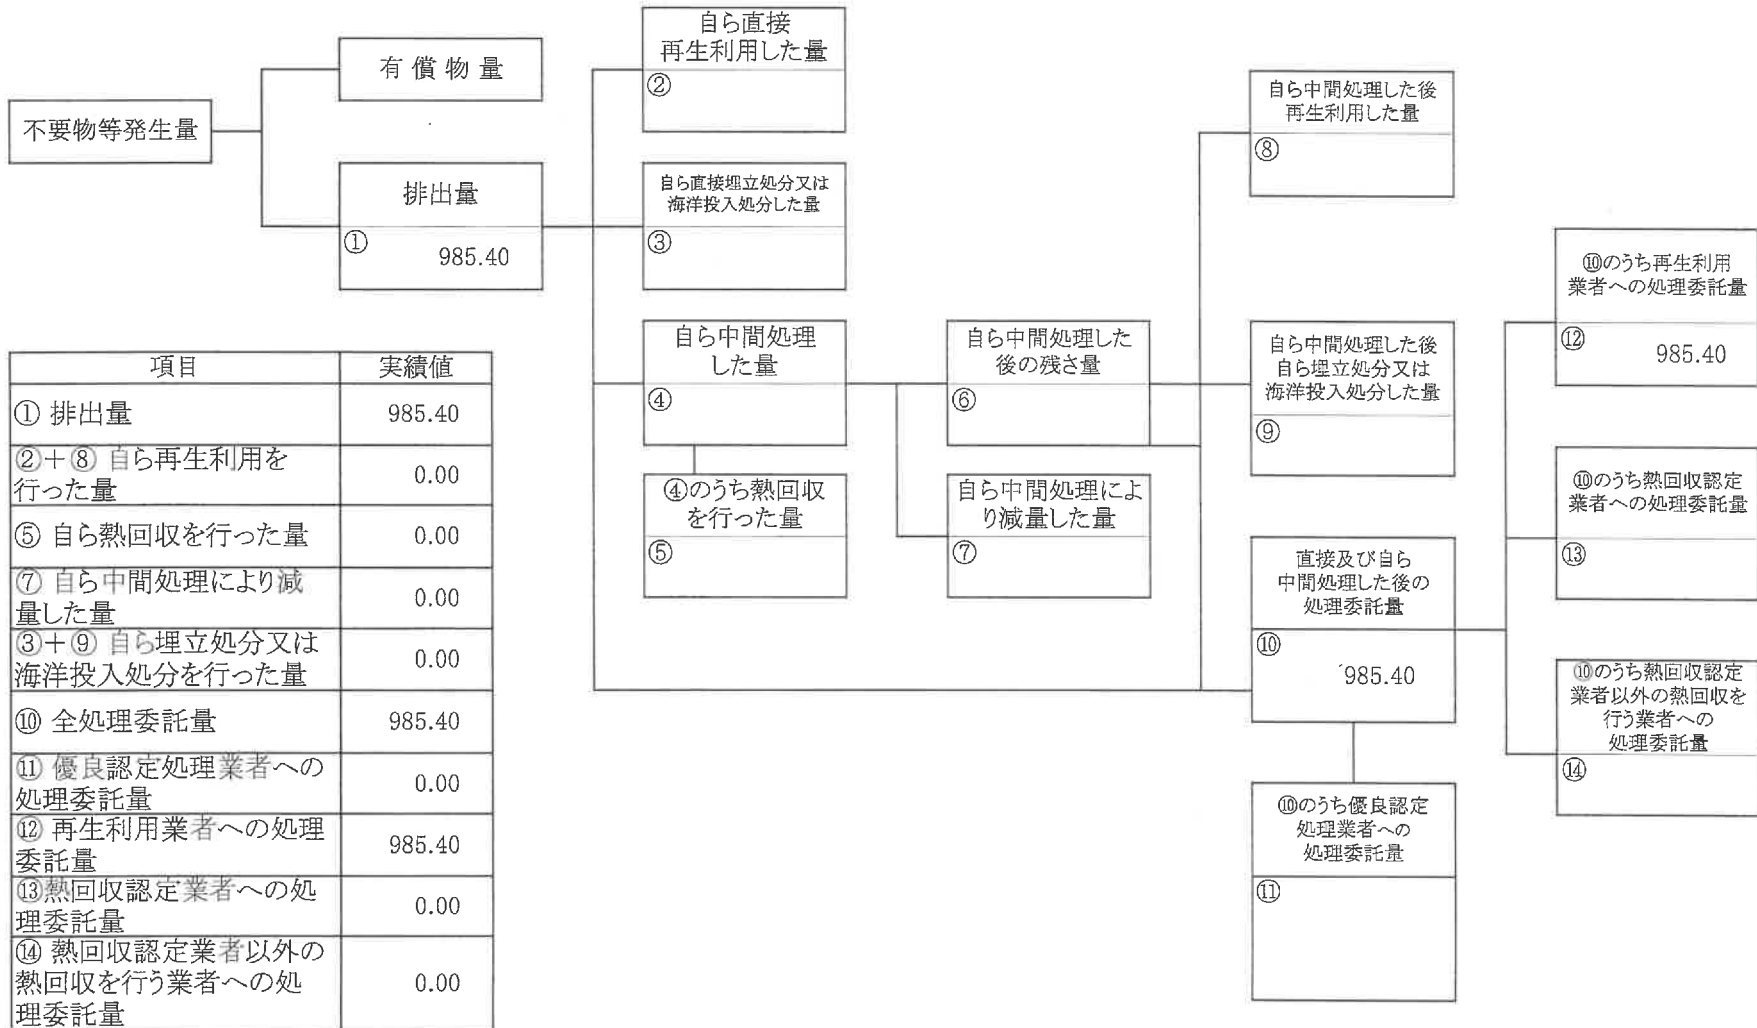 不要物等発生量
有償物量
排出量
①
985.40
自ら直接
再生利用した量
②
自ら直接埋立処分又は
海洋投入処分した量
③
自ら中間処理
した量
④
④のうち熱回収
を行った量
⑤
自ら中間処理した
後の残さ量
⑥
自ら中間処理によ
り減量した量
⑦
自ら中間処理した後
再生利用した量
⑧
自ら中間処理した後
自ら埋立処分又は
海洋投入処分した量
⑨
直接及び自ら
中間処理した後の
処理委託量
⑩
985.40
⑩のうち優良認定
処理業者への
処理委託量
⑪
⑩のうち再生利用
業者への処理委託量
⑫
985.40
⑩のうち熱回収認定
業者への処理委託量
⑬
⑩のうち熱回収認定
業者以外の熱回収を
行う業者への
処理委託量
⑭
項目 実績値
① 排出量 985.40
②+⑧ 自ら再生利用を
行った量 0.00
⑤ 自ら熱回収を行った量 0.00
⑦ 自ら中間処理により減
量した量 0.00
③+⑨ 自ら埋立処分又は
海洋投入処分を行った量 0.00
⑩ 全処理委託量 985.40
⑪ 優良認定処理業者への
処理委託量 0.00
⑫ 再生利用業者への処理
委託量 985.40
⑬熱回収認定業者への処
理委託量 0.00
⑭ 熱回収認定業者以外の
熱回収を行う業者への処
理委託量 0.00